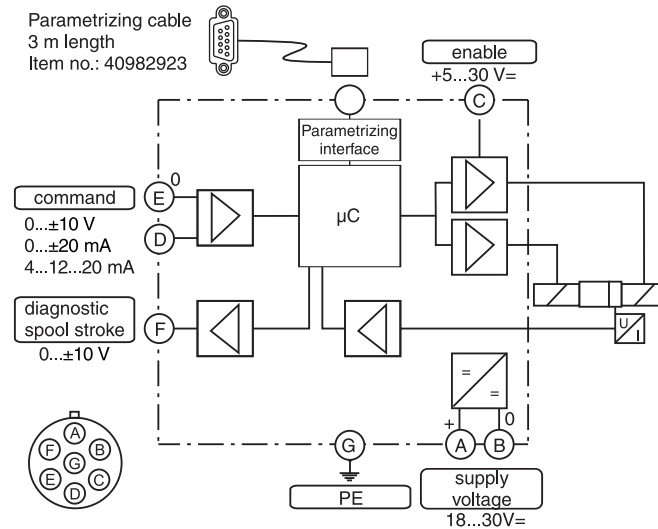 Parametrizing cable
3 m length
Item no.: 40982923
enable
+5...30 V=
C
Parametrizing
interface
command
0...±10 V
0...±20 mA
4...12...20 mA
E
0
D
µC
diagnostic
spool stroke
0...±10 V
F
U
I
=
=
+
0
A
B
G
PE
supply
voltage
18...30V=
A
F
B
G
E
C
D